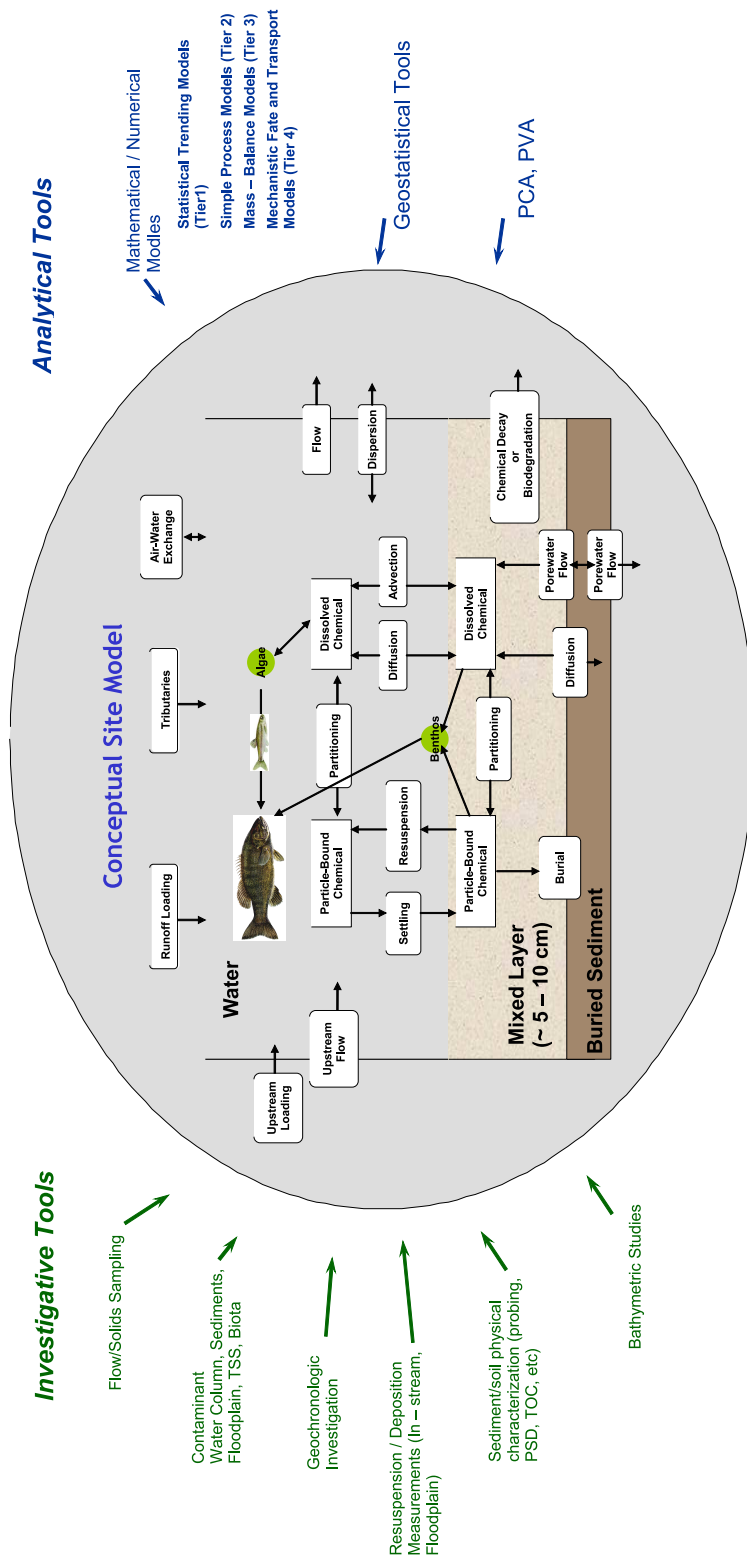 Investigative Tools
Analytical Tools
Conceptual Site Model
Flow/Solids Sampling
Contaminant
Water Column, Sediments,
Floodplain, TSS, Biota
Geochronologic
Investigation
Resuspension / Deposition
Measurements (In – stream,
Floodplain)
Sediment/soil physical
characterization (probing,
PSD, TOC, etc)
Bathymetric Studies
Runoff Loading
Tributaries
Air-Water
Exchange
Water
Upstream
Loading
Upstream
Flow
Algae
Flow
Dispersion
Particle-Bound
Chemical
Partitioning
Dissolved
Chemical
Settling
Resuspension
Diffusion
Advection
Benthos
Particle-Bound
Chemical
Partitioning
Dissolved
Chemical
Chemical Decay
or
Biodegradation
Mixed Layer
(~ 5 – 10 cm)
Burial
Diffusion
Porewater
Flow
Porewater
Flow
Buried Sediment
Mathematical / Numerical
Modles
Statistical Trending Models
(Tier1)
Simple Process Models (Tier 2)
Mass – Balance Models (Tier 3)
Mechanistic Fate and Transport
Models (Tier 4)
Geostatistical Tools
PCA, PVA